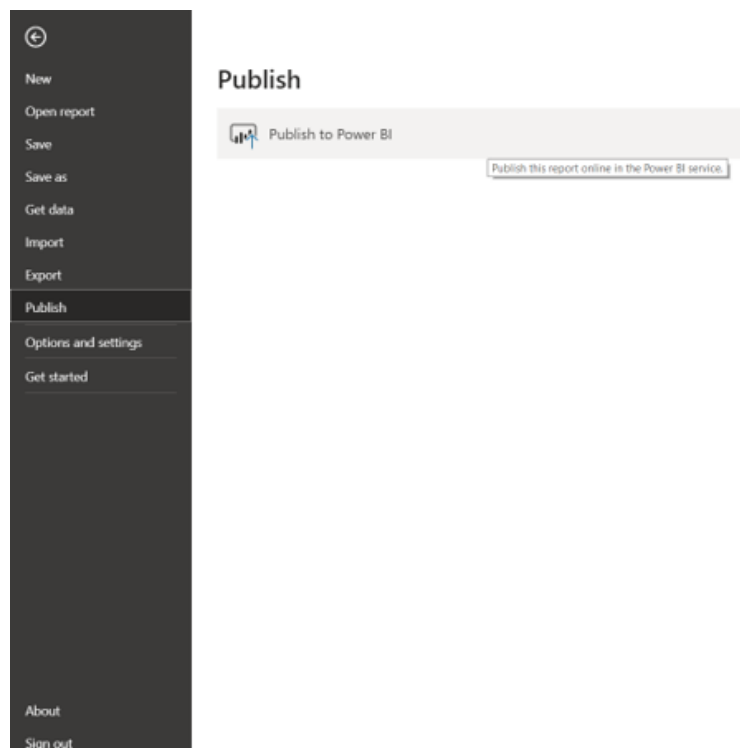 New
Open report
Save
Save as
Get data
Import
Export
Publish
Options and settings
Get started
About
Sign out
Publish
Publish to Power BI
Publish this report online in the Power BI service.